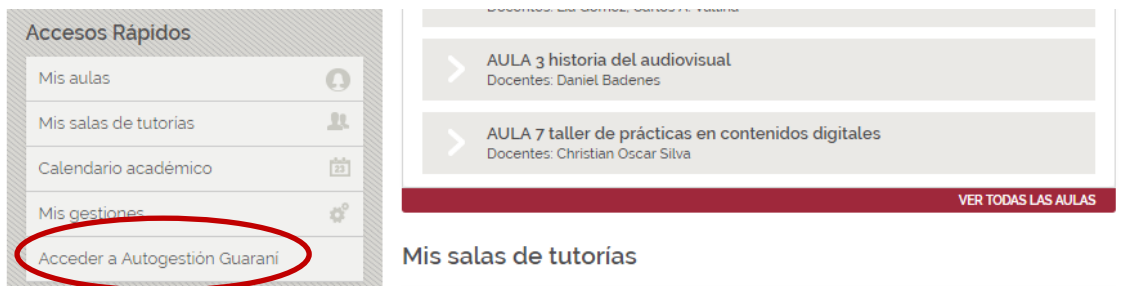 Accesos Rápidos
Mis aulas
Mis salas de tutorías
Calendario académico
23
Mis gestiones
Acceder a Autogestión Guaraní
AULA 3 historia del audiovisual
Docentes: Daniel Badenes
AULA 7 taller de prácticas en contenidos digitales
Docentes: Christian Oscar Silva
VER TODAS LAS AULAS
Mis salas de tutorías